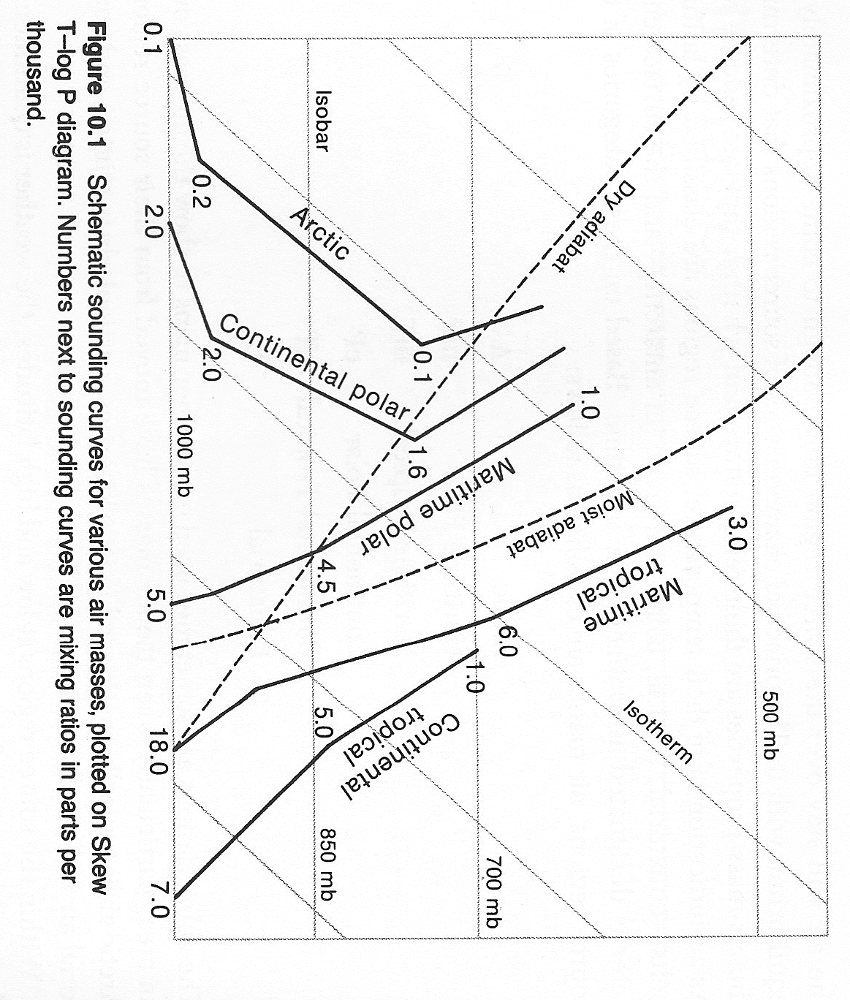 500 mb
Isotherm
3.0
Maritime
tropical
Dry adiabat
Moist adiabat
1.0
700 mb
6.0
Maritime polar
1.0
0.1
1.6
Continental
tropical
Isobar
Arctic
4.5
5.0
850 mb
Continental polar
0.2
2.0
1000 mb
0.1
2.0
5.0
18.0
7.0
Figure 10.1 Schematic sounding curves for various air masses, plotted on Skew
T–log P diagram. Numbers next to sounding curves are mixing ratios in parts per
thousand.